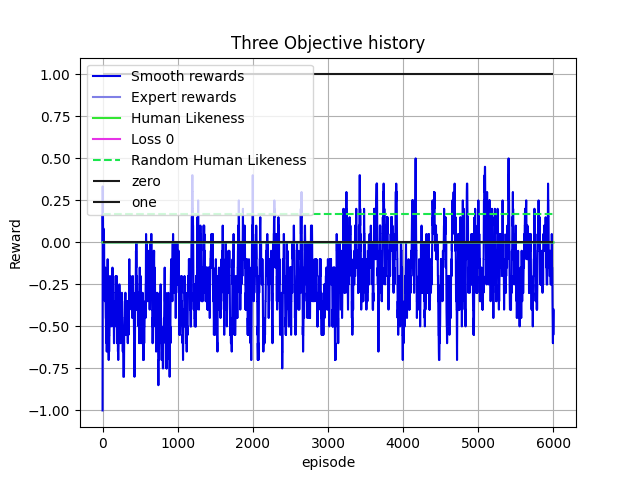 Three Objective history
1.00
0.75
0.50
0.25
0.00
−0.25
−0.50
−0.75
−1.00
Reward
Smooth rewards
Expert rewards
Human Likeness
Loss 0
Random Human Likeness
zero
one
0
1000
2000
3000
4000
5000
6000
episode